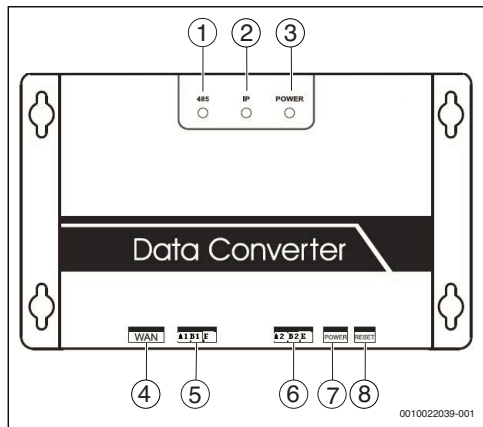 1 2 3
485 IP POWER
Data Converter
WAN A1 B1 E A2 B2 E POWER RESET
4 5 6 7 8
0010022039-001